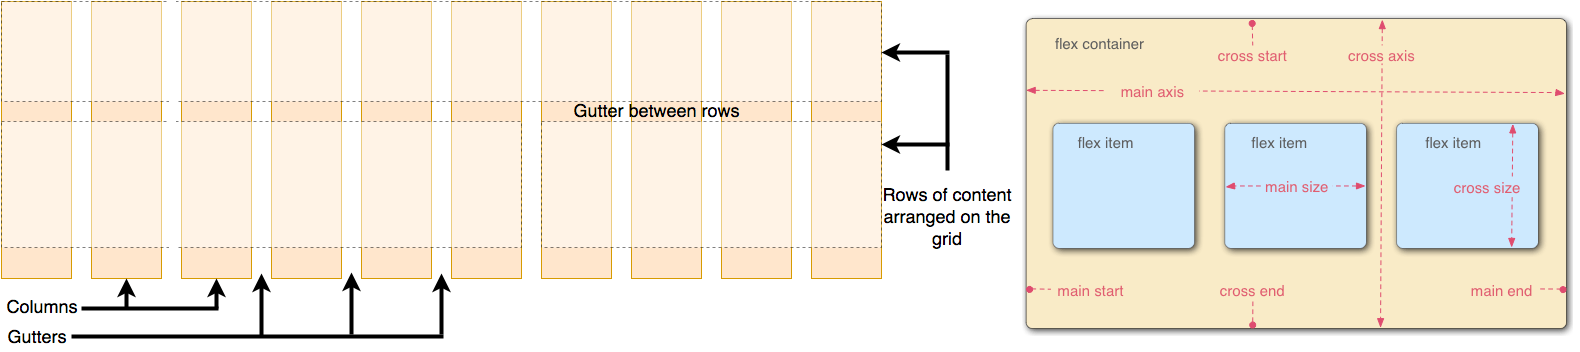 Gutter between rows
Rows of content
arranged on the
grid
Columns
Gutters
flex container
cross start
cross axis
main axis
flex item
flex item
flex item
main size
cross size
main start
cross end
main end